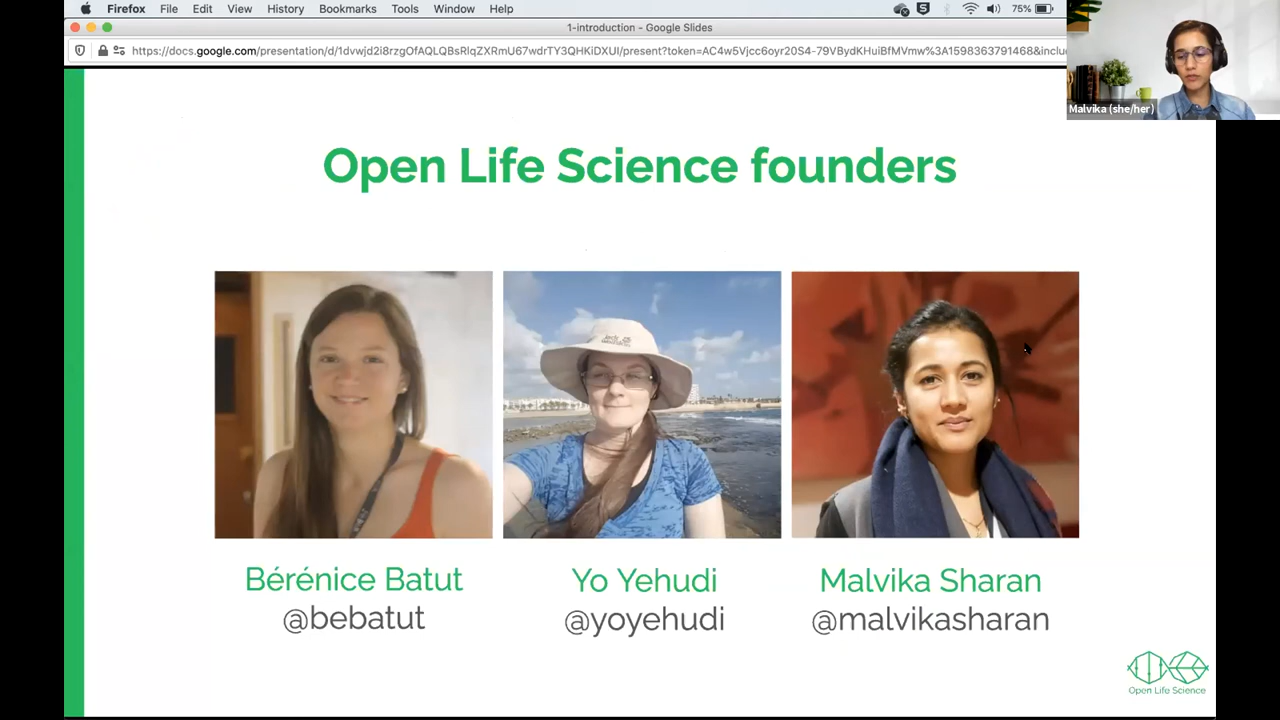 Firefox File Edit View History Bookmarks Tools Window Help 75%
1-introduction - Google Slides
https://docs.google.com/presentation/d/1dvwjd2i8rzgOfAQLQBsRlqZXRmU67wdrTY3QHKiDXUI/present?token=AC4w5Vjcc6oyr20S4-79VBydKHuiBfMVmw%3A1598363791468&inclu
Malvika (she/her)
Open Life Science founders
Bérénice Batut
@bebatut
Yo Yehudi
@yoyehudi
Malvika Sharan
@malvikasharan
Open Life Science